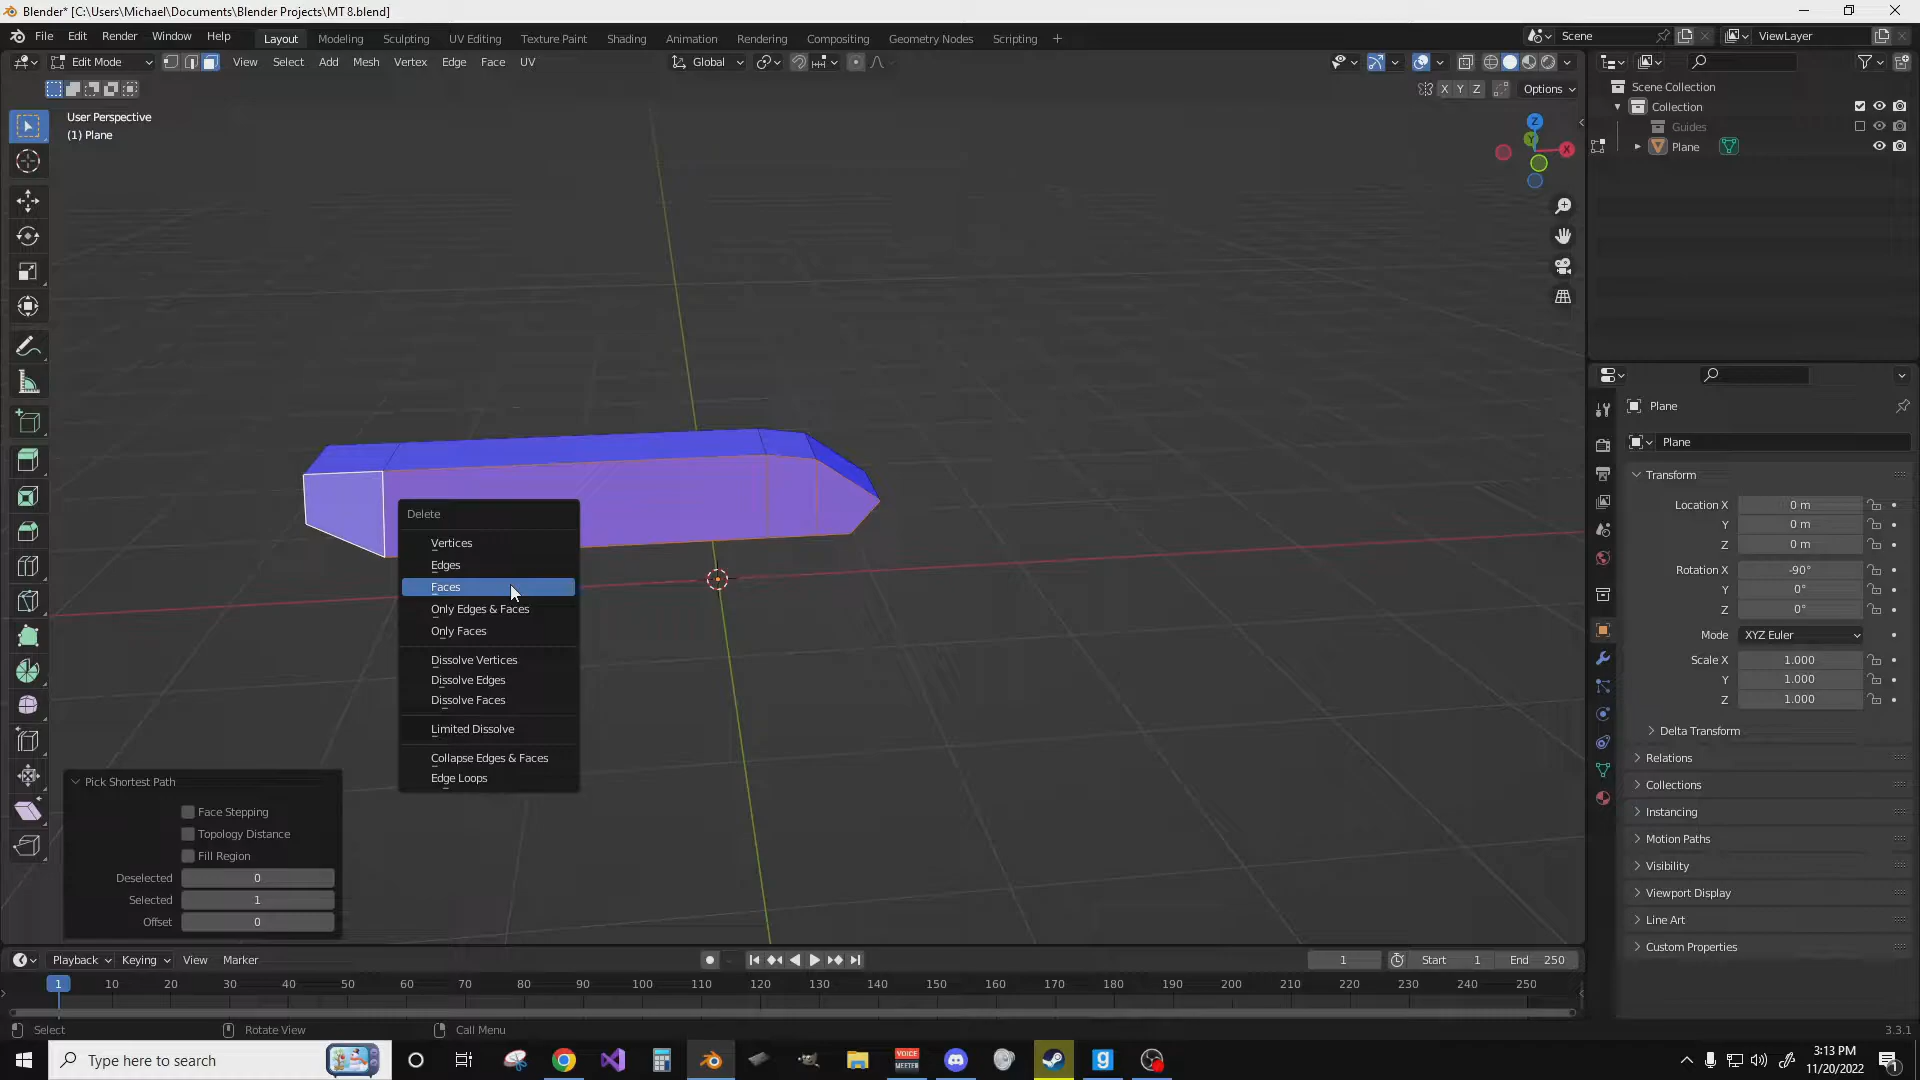 Blender* [C:\Users\Michael\Documents\Blender Projects\MT 8.blend]
File Edit Render Window Help Layout Modeling Sculpting UV Editing Texture Paint Shading Animation Rendering Compositing Geometry Nodes Scripting + Scene ViewLayer
Edit Mode View Select Add Mesh Vertex Edge Face UV Global
X Y Z Options
User Perspective
(1) Plane
Z
Y
X
Scene Collection
Collection
Guides
Plane
Plane
Plane
Transform
Location X 0 m
Y 0 m
Z 0 m
Rotation X -90°
Y 0°
Z 0°
Mode XYZ Euler
Scale X 1.000
Y 1.000
Z 1.000
Delta Transform
Relations
Collections
Instancing
Motion Paths
Visibility
Viewport Display
Line Art
Custom Properties
Delete
Vertices
Edges
Faces
Only Edges & Faces
Only Faces
Dissolve Vertices
Dissolve Edges
Dissolve Faces
Limited Dissolve
Collapse Edges & Faces
Edge Loops
Pick Shortest Path
Face Stepping
Topology Distance
Fill Region
Deselected 0
Selected 1
Offset 0
Playback Keying View Marker 1 Start 1 End 250
1 10 20 30 40 50 60 70 80 90 100 110 120 130 140 150 160 170 180 190 200 210 220 230 240 250
Select Rotate View Call Menu 3.3.1
Type here to search
VOICE
MEETER
3:13 PM
11/20/2022
1